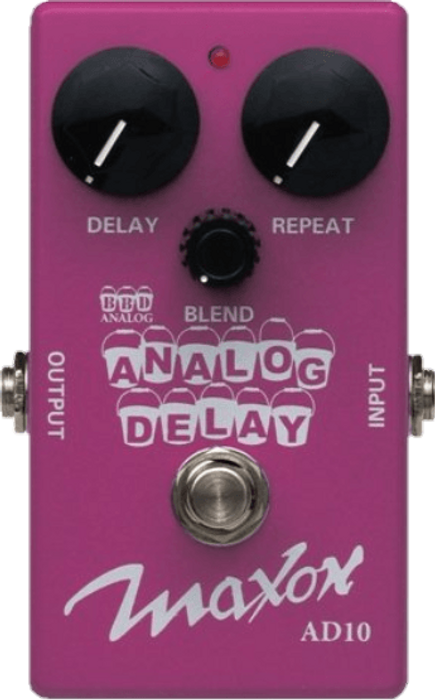 DELAY
REPEAT
BLEND
BBD
ANALOG
ANALOG
DELAY
OUTPUT
INPUT
maxon
AD10